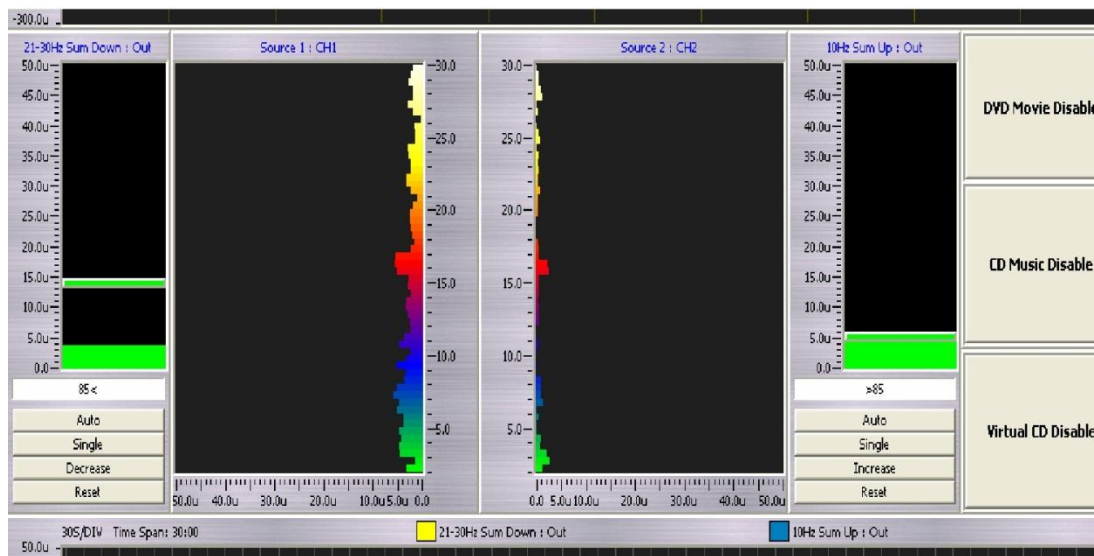 -300.0u
21-30Hz Sum Down : Out
Source 1 : CH1
Source 2 : CH2
10Hz Sum Up : Out
50.0u
45.0u
40.0u
35.0u
30.0u
25.0u
20.0u
15.0u
10.0u
5.0u
0.0
30.0
25.0
20.0
15.0
10.0
5.0
30.0
25.0
20.0
15.0
10.0
5.0
50.0u
45.0u
40.0u
35.0u
30.0u
25.0u
20.0u
15.0u
10.0u
5.0u
0.0
DVD Movie Disable
CD Music Disable
Virtual CD Disable
85<
Auto
Single
Decrease
Reset
50.0u 40.0u 30.0u 20.0u 10.0u 5.0u 0.0
0.0 5.0u 10.0u 20.0u 30.0u 40.0u 50.0u
>85
Auto
Single
Increase
Reset
30S/DIV Time Span: 30:00
21-30Hz Sum Down : Out
10Hz Sum Up : Out
50.0u